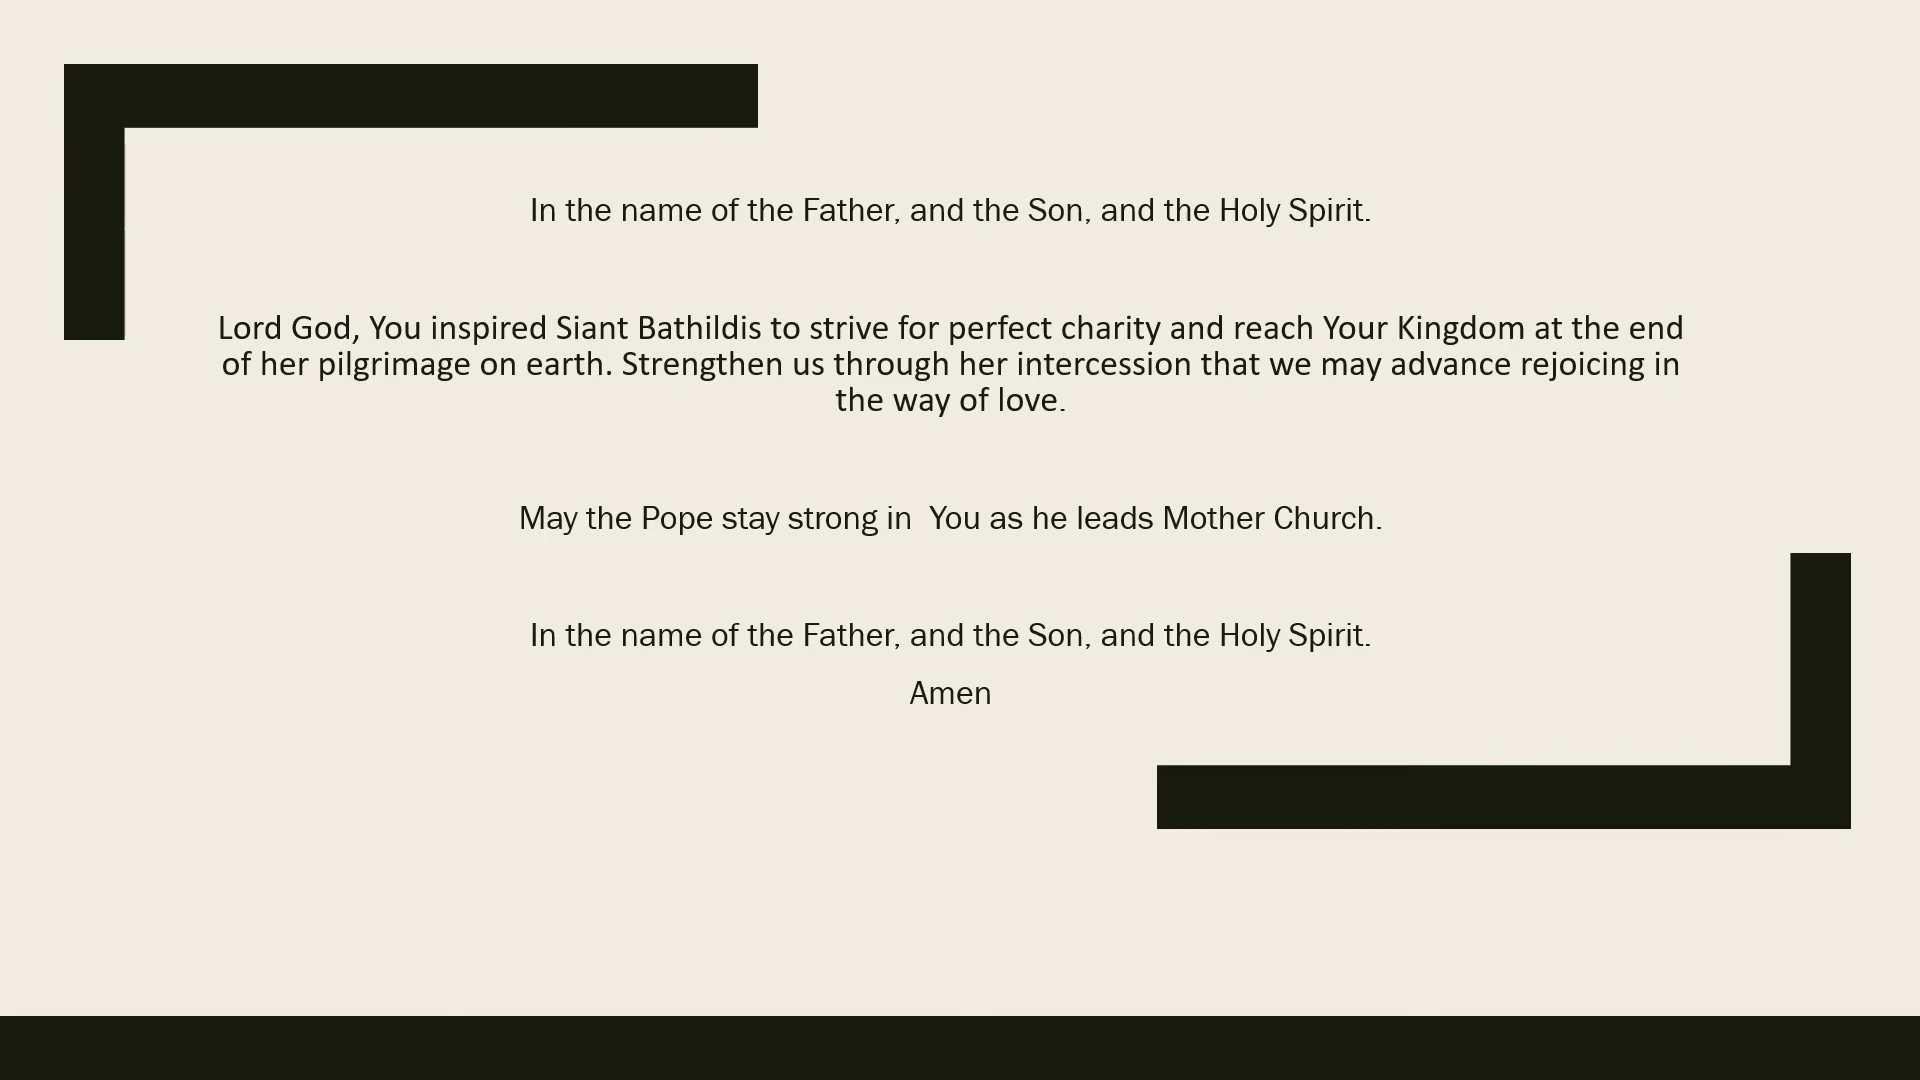 In the name of the Father, and the Son, and the Holy Spirit.
Lord God, You inspired Siant Bathildis to strive for perfect charity and reach Your Kingdom at the end
of her pilgrimage on earth. Strengthen us through her intercession that we may advance rejoicing in
the way of love.
May the Pope stay strong in  You as he leads Mother Church.
In the name of the Father, and the Son, and the Holy Spirit.
Amen